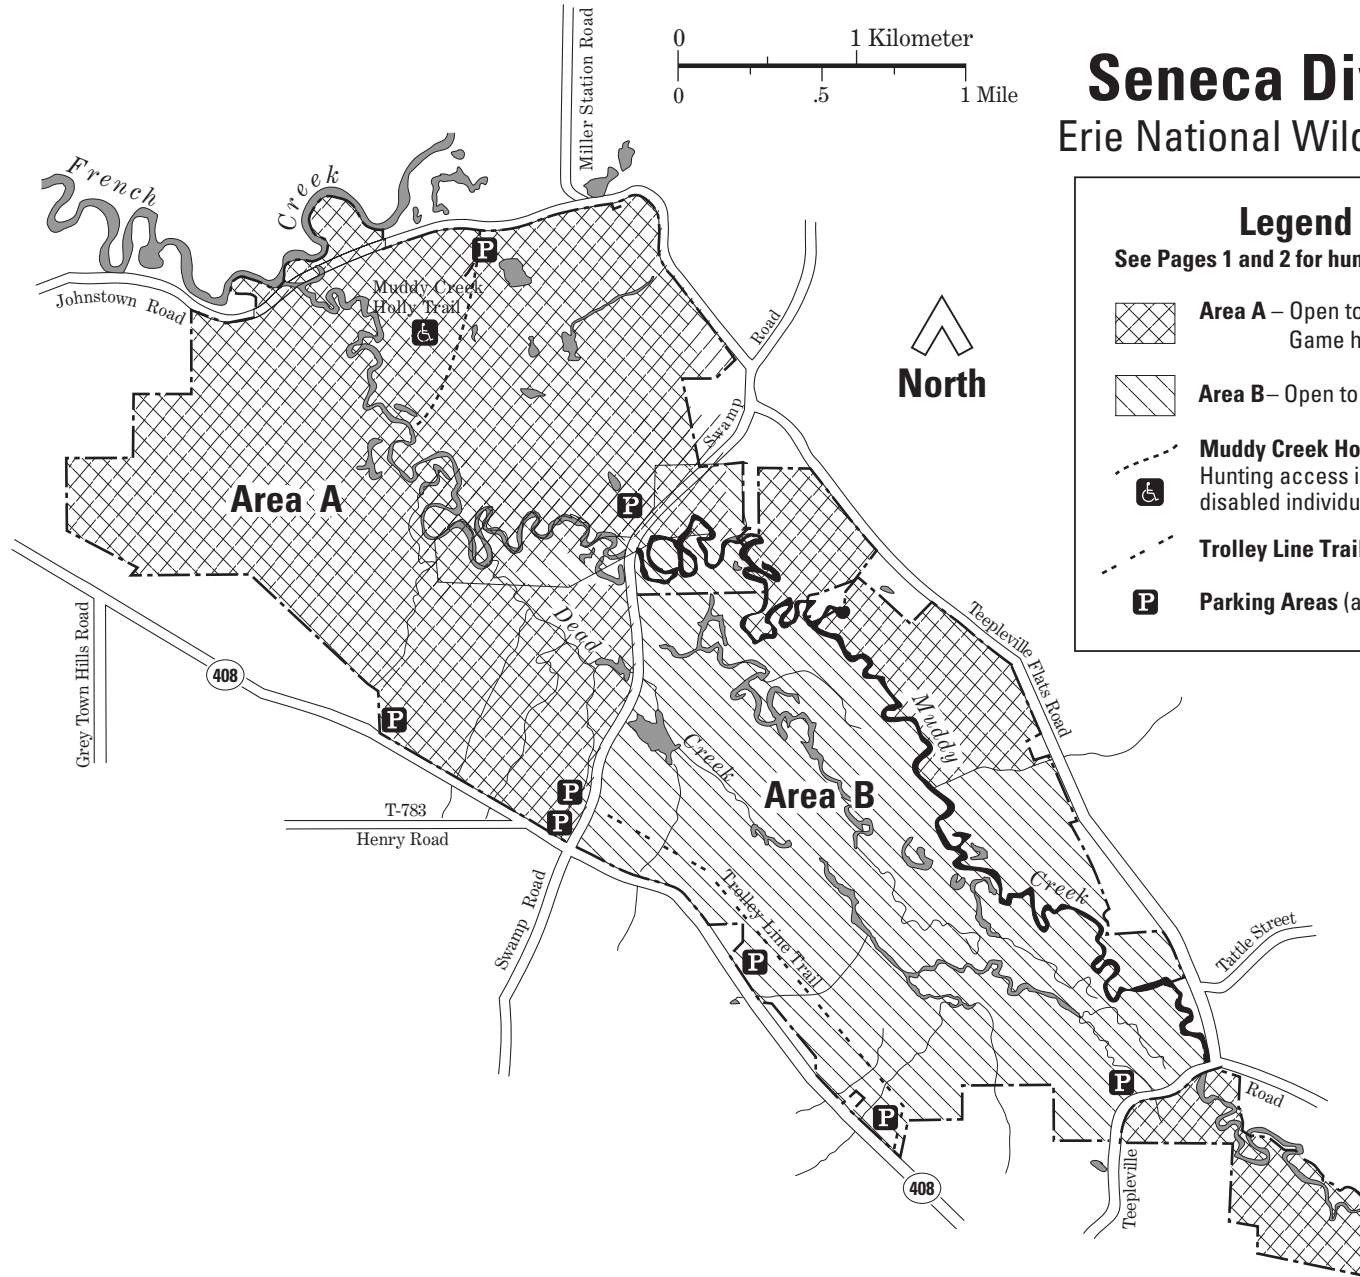 0 1 Kilometer
0 .5 1 Mile
Miller Station Road
Seneca Di
Erie National Wil
French
Creek
Johnstown Road
Muddy Creek
Holly Trail
P
Road
North
Swamp
Legend
See Pages 1 and 2 for hun
Area A – Open to
Game h
Area B – Open to
Muddy Creek Ho
Hunting access i
disabled individu
Trolley Line Trail
P Parking Areas (a
Area A
P
Dead
Creek
Teepleville Flats Road
Grey Town Hills Road
408
P
Muddy
Creek
Area B
P
P
T-783
Henry Road
Swamp Road
Trolley Line Trail
P
Tattle Street
P
P
Road
Teepleville
408